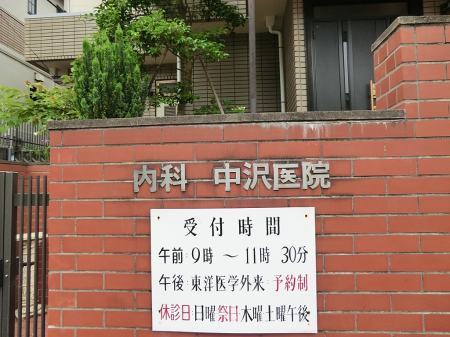 内科 中沢医院
受付時間
午前:9時～11時30分
午後:東洋医学外来:予約制
休診日:日曜 祭日 木曜 土曜午後